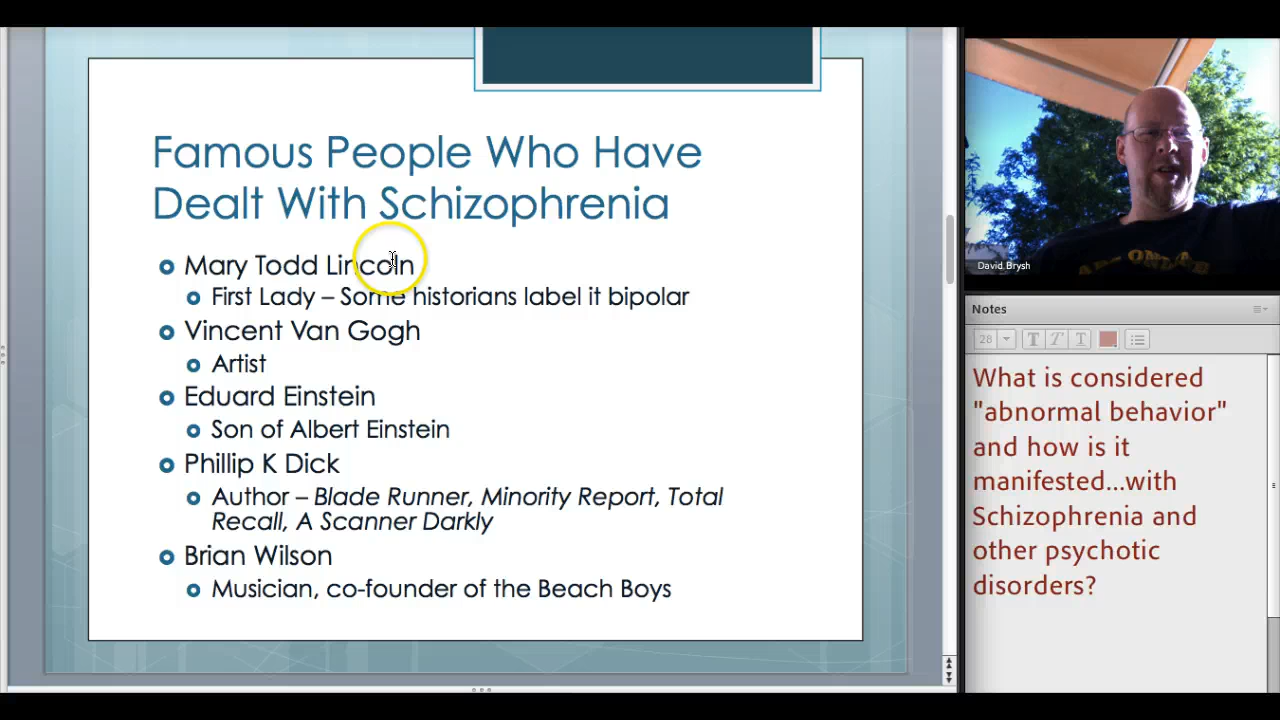 Famous People Who Have
Dealt With Schizophrenia
Mary Todd Lincoln
First Lady – Some historians label it bipolar
Vincent Van Gogh
Artist
Eduard Einstein
Son of Albert Einstein
Phillip K Dick
Author – Blade Runner, Minority Report, Total
Recall, A Scanner Darkly
Brian Wilson
Musician, co-founder of the Beach Boys
David Brysh
Notes
28
What is considered
"abnormal behavior"
and how is it
manifested...with
Schizophrenia and
other psychotic
disorders?